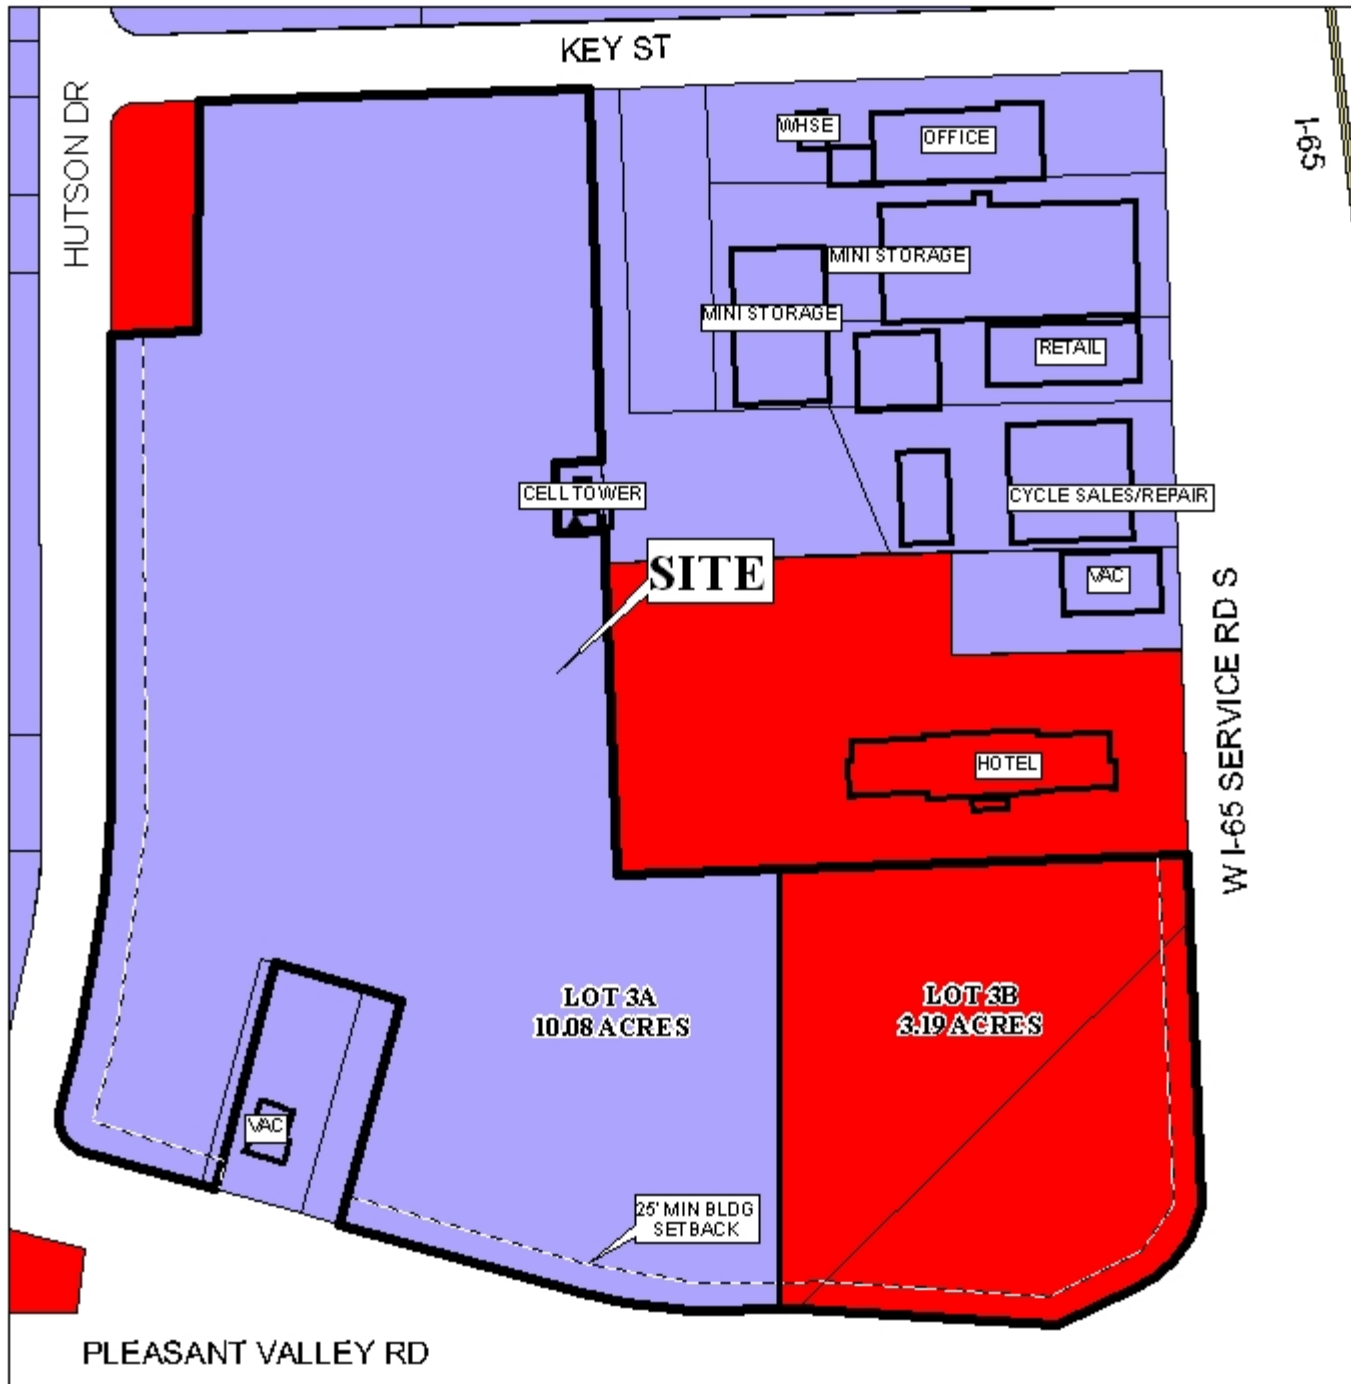 KEY ST
HUTSON DR
I-65
WHSE
OFFICE
MINI STORAGE
MINI STORAGE
RETAIL
CELL TOWER
CYCLE SALES/REPAIR
SITE
VAC
W I-65 SERVICE RD S
HOTEL
LOT 3A
10.08 ACRES
LOT 3B
3.19 ACRES
VAC
25' MIN BLDG
SETBACK
PLEASANT VALLEY RD